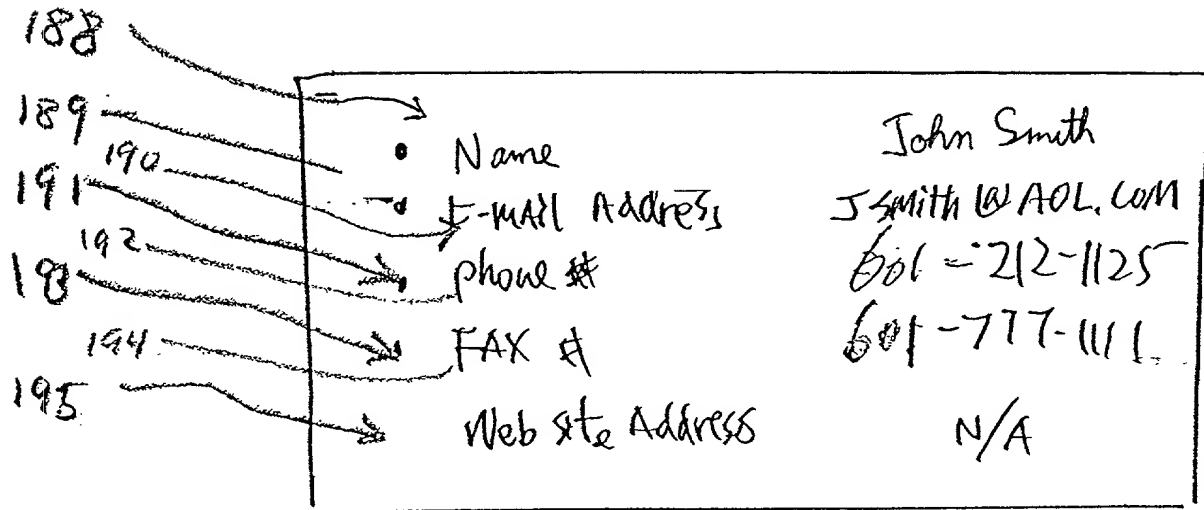 188
189
190
191
192
193
194
195
• Name John Smith
• E-mAil Address JSmith@AOL.COM
• phone # 601-212-1125
FAX # 601-777-1111
Web site Address N/A